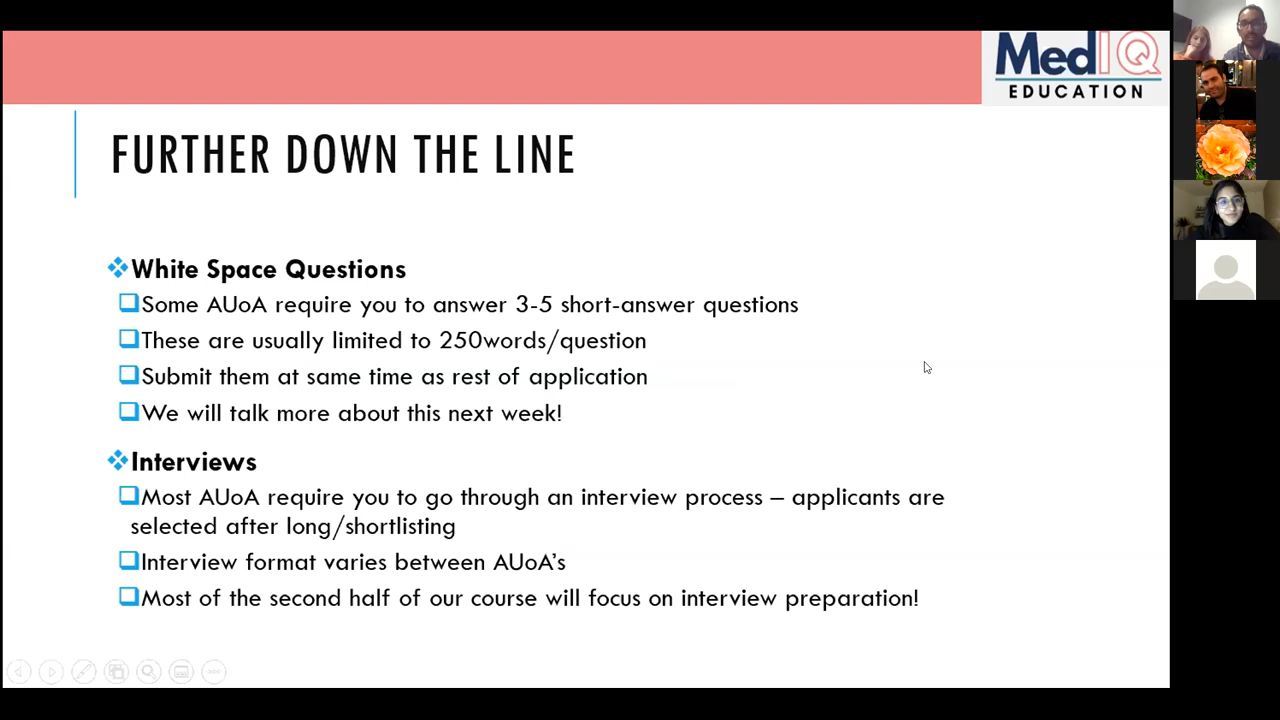 MedIQ
EDUCATION
FURTHER DOWN THE LINE
White Space Questions
Some AUoA require you to answer 3-5 short-answer questions
These are usually limited to 250words/question
Submit them at same time as rest of application
We will talk more about this next week!
Interviews
Most AUoA require you to go through an interview process – applicants are
selected after long/shortlisting
Interview format varies between AUoA's
Most of the second half of our course will focus on interview preparation!